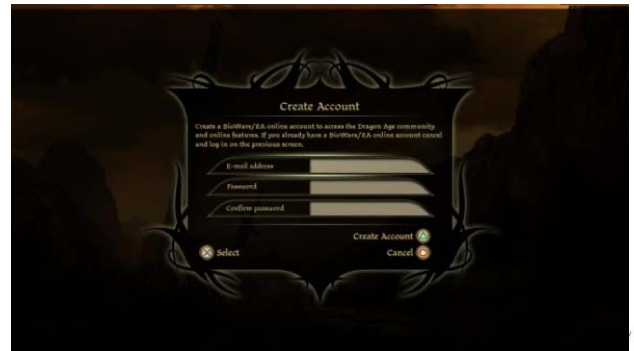 Create Account
Create a BioWare/EA online account to access the Dragon Age community
and online features. If you already have a BioWare/EA online account cancel
and log in on the previous screen.
E-mail address
Password
Confirm password
Create Account
Select
Cancel